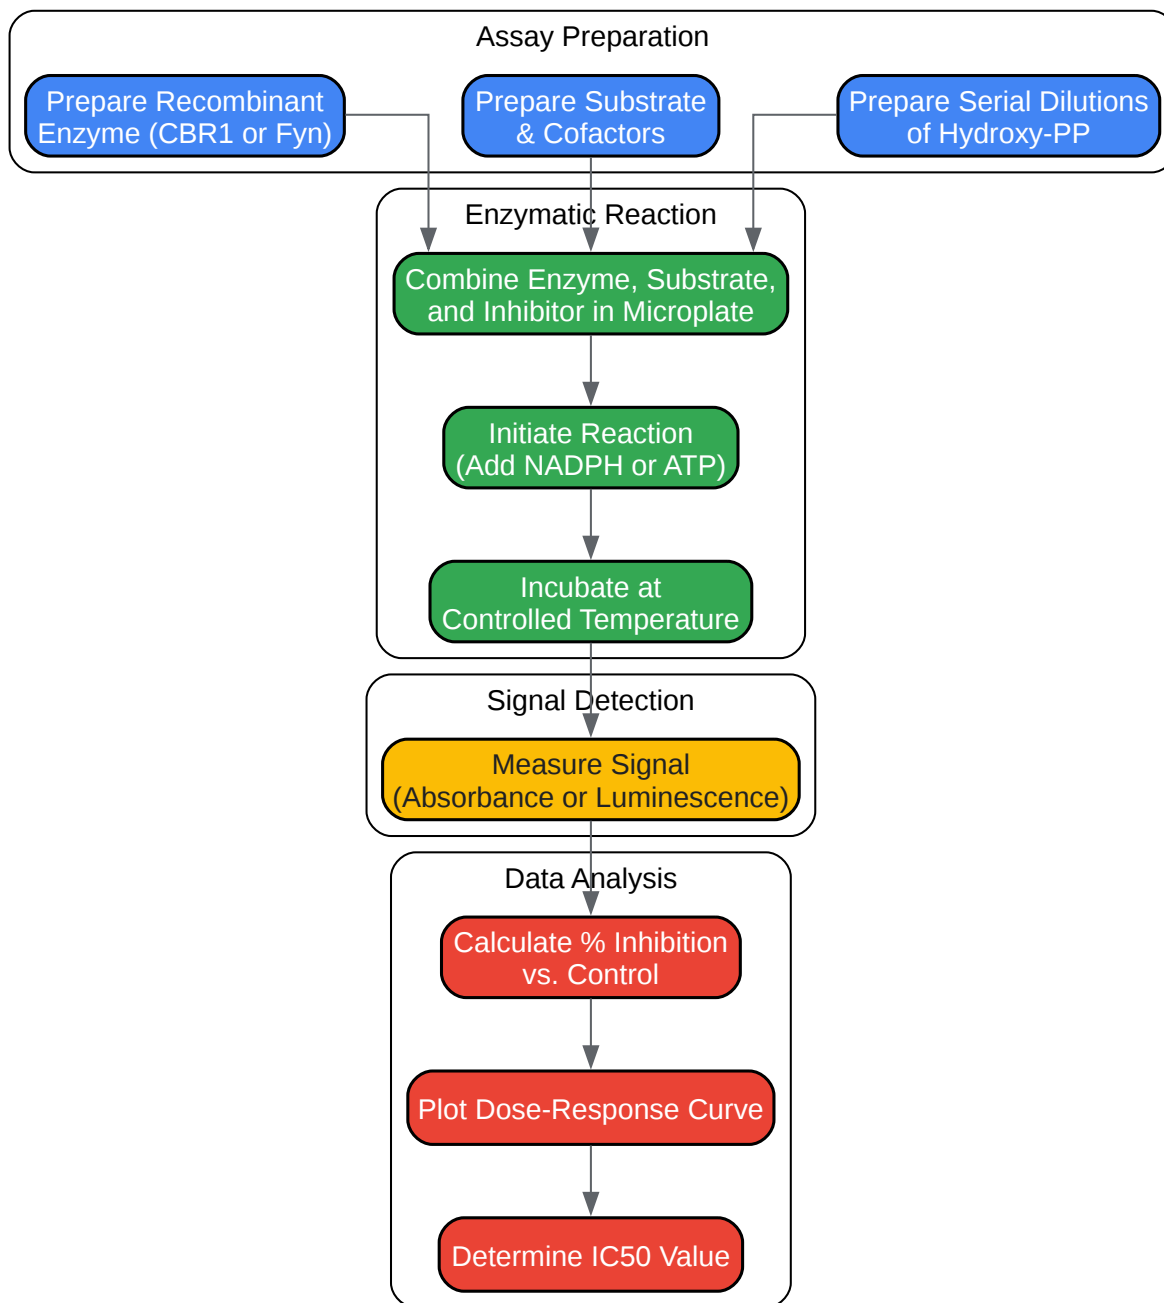 Assay Preparation
Prepare Recombinant
Enzyme (CBR1 or Fyn)
Prepare Substrate
& Cofactors
Prepare Serial Dilutions
of Hydroxy-PP
Enzymatic Reaction
Combine Enzyme, Substrate,
and Inhibitor in Microplate
Initiate Reaction
(Add NADPH or ATP)
Incubate at
Controlled Temperature
Signal Detection
Measure Signal
(Absorbance or Luminescence)
Data Analysis
Calculate % Inhibition
vs. Control
Plot Dose-Response Curve
Determine IC50 Value